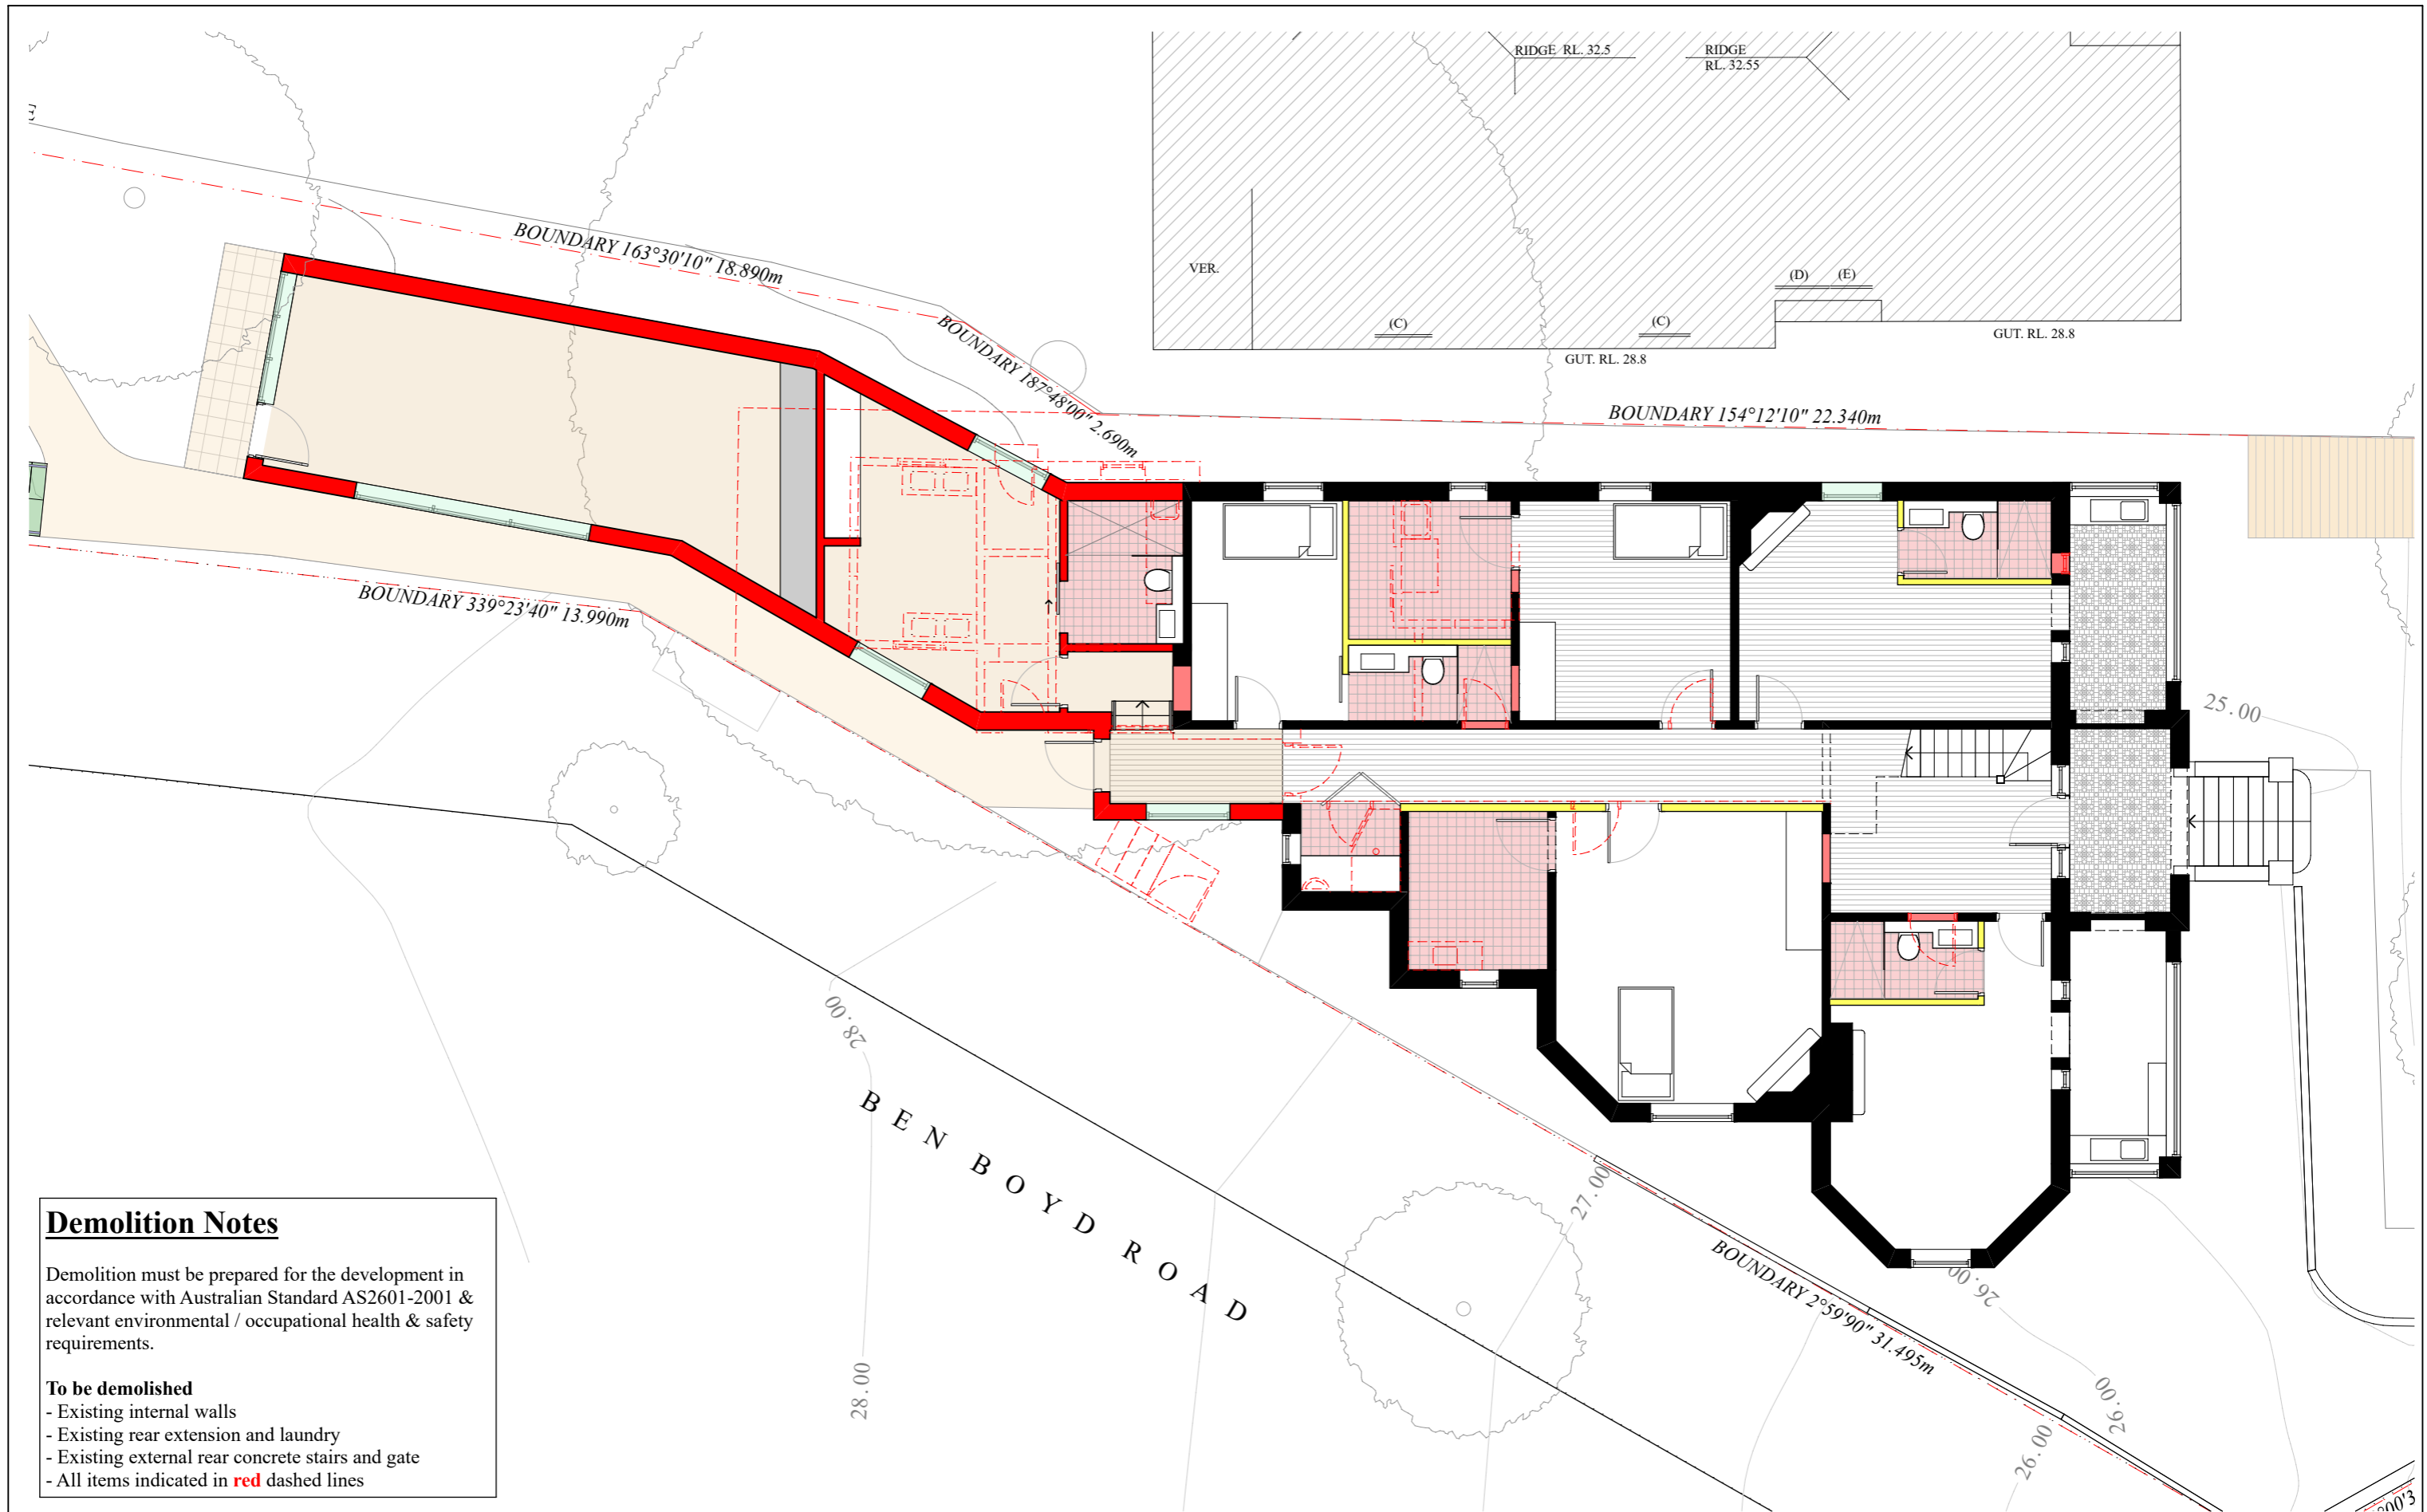 RIDGE RL. 32.5
RIDGE
RL. 32.55
E
BOUNDARY 163°30'10" 18.890m
VER.
(D) (E)
(C)
(C)
GUT. RL. 28.8
GUT. RL. 28.8
BOUNDARY 187°48'00" 2.690m
BOUNDARY 154°12'10" 22.340m
BOUNDARY 339°23'40" 13.990m
25.00
28.00
BEN BOYD ROAD
27.00
BOUNDARY 2°59'90" 31.495m
26.00
26.00
26.00
28.00
Demolition Notes
Demolition must be prepared for the development in
accordance with Australian Standard AS2601-2001 &
relevant environmental / occupational health & safety
requirements.
To be demolished
- Existing internal walls
- Existing rear extension and laundry
- Existing external rear concrete stairs and gate
- All items indicated in red dashed lines